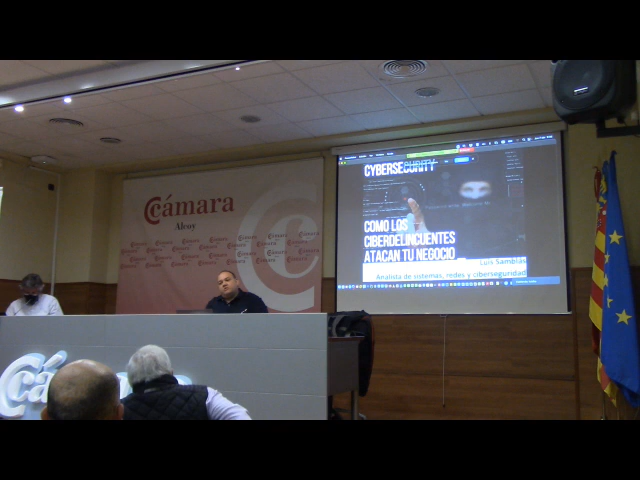 Cámara
Alcoy
CYBERSECURITY
COMO LOS
CIBERDELINCUENTES
ATACAN TU NEGOCIO
Luis Samblás
Analista de sistemas, redes y ciberseguridad